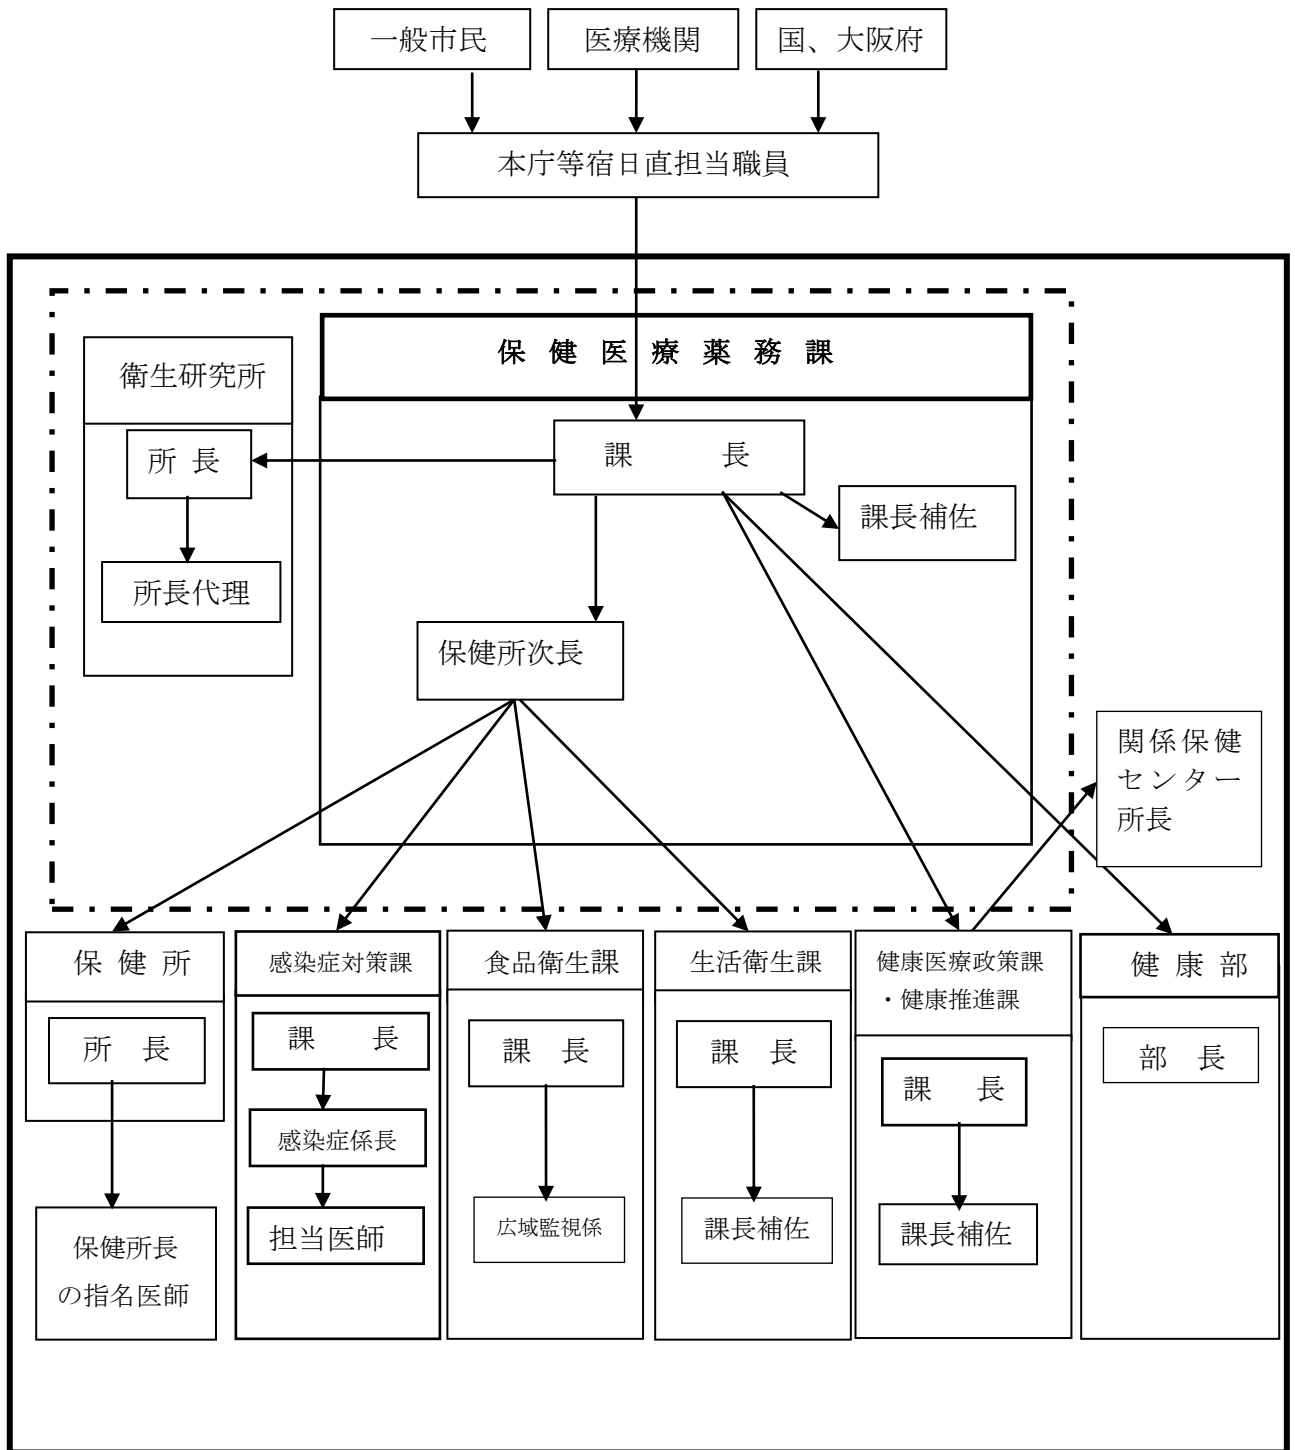 一般市民
医療機関
国、大阪府
本庁等宿日直担当職員
保健医療薬務課
衛生研究所
所長
課　　長
課長補佐
所長代理
保健所次長
関係保健
センター
所長
保健所
感染症対策課
食品衛生課
生活衛生課
健康医療政策課
・健康推進課
健康部
所　長
課　　長
課　長
課　長
課　　長
部　長
感染症係長
担当医師
広域監視係
課長補佐
課長補佐
保健所長
の指名医師